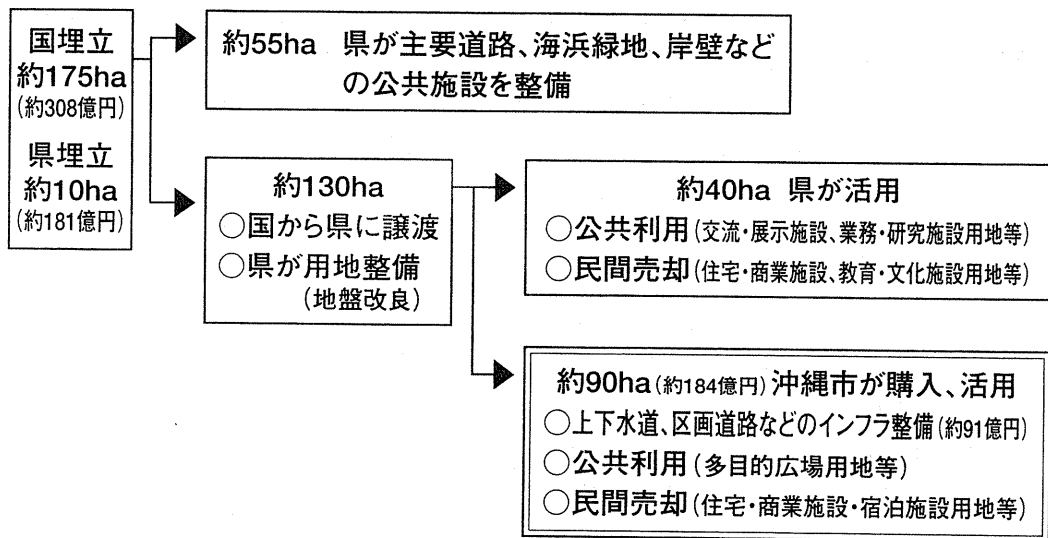 国埋立
約175ha
(約308億円)
県埋立
約10ha
(約181億円)
約55ha 県が主要道路、海浜緑地、岸壁など
の公共施設を整備
約130ha
○国から県に譲渡
○県が用地整備
(地盤改良)
約40ha 県が活用
○公共利用(交流・展示施設、業務・研究施設用地等)
○民間売却(住宅・商業施設、教育・文化施設用地等)
約90ha(約184億円)沖縄市が購入、活用
○上下水道、区画道路などのインフラ整備(約91億円)
○公共利用(多目的広場用地等)
○民間売却(住宅・商業施設・宿泊施設用地等)